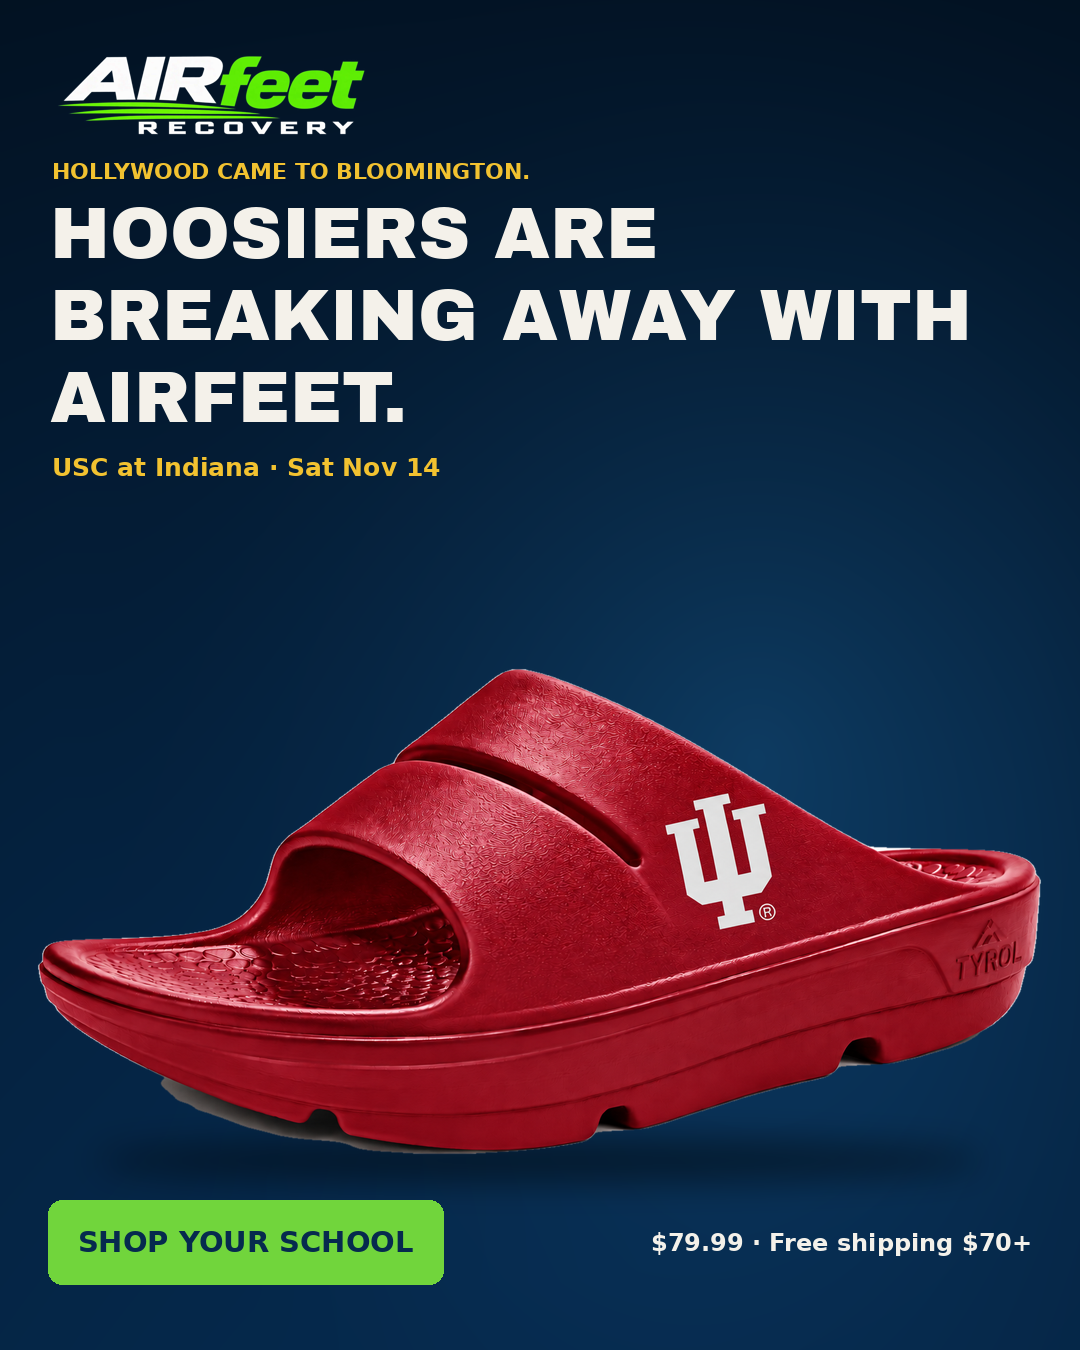 AIRfeet
RECOVERY
HOLLYWOOD CAME TO BLOOMINGTON.
HOOSIERS ARE
BREAKING AWAY WITH
AIRFEET.
USC at Indiana · Sat Nov 14
IU
®
TYROL
SHOP YOUR SCHOOL
$79.99 · Free shipping $70+